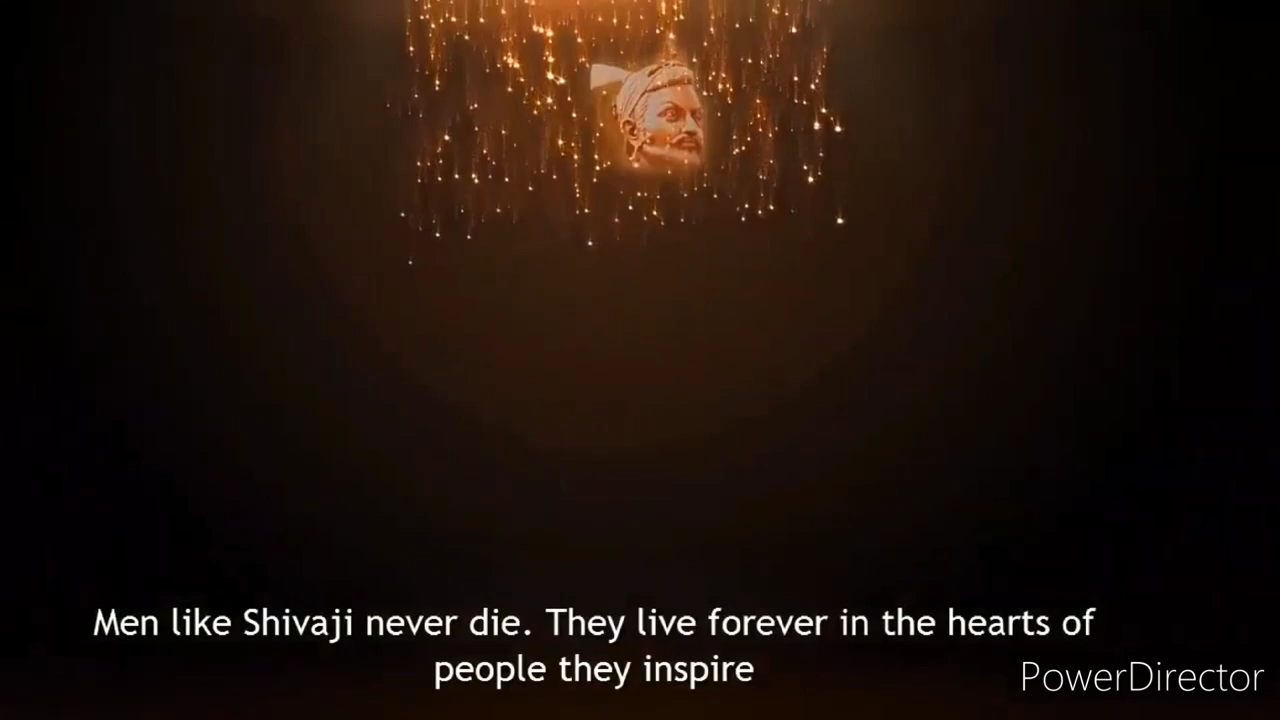 Men like Shivaji never die. They live forever in the hearts of
people they inspire
PowerDirector